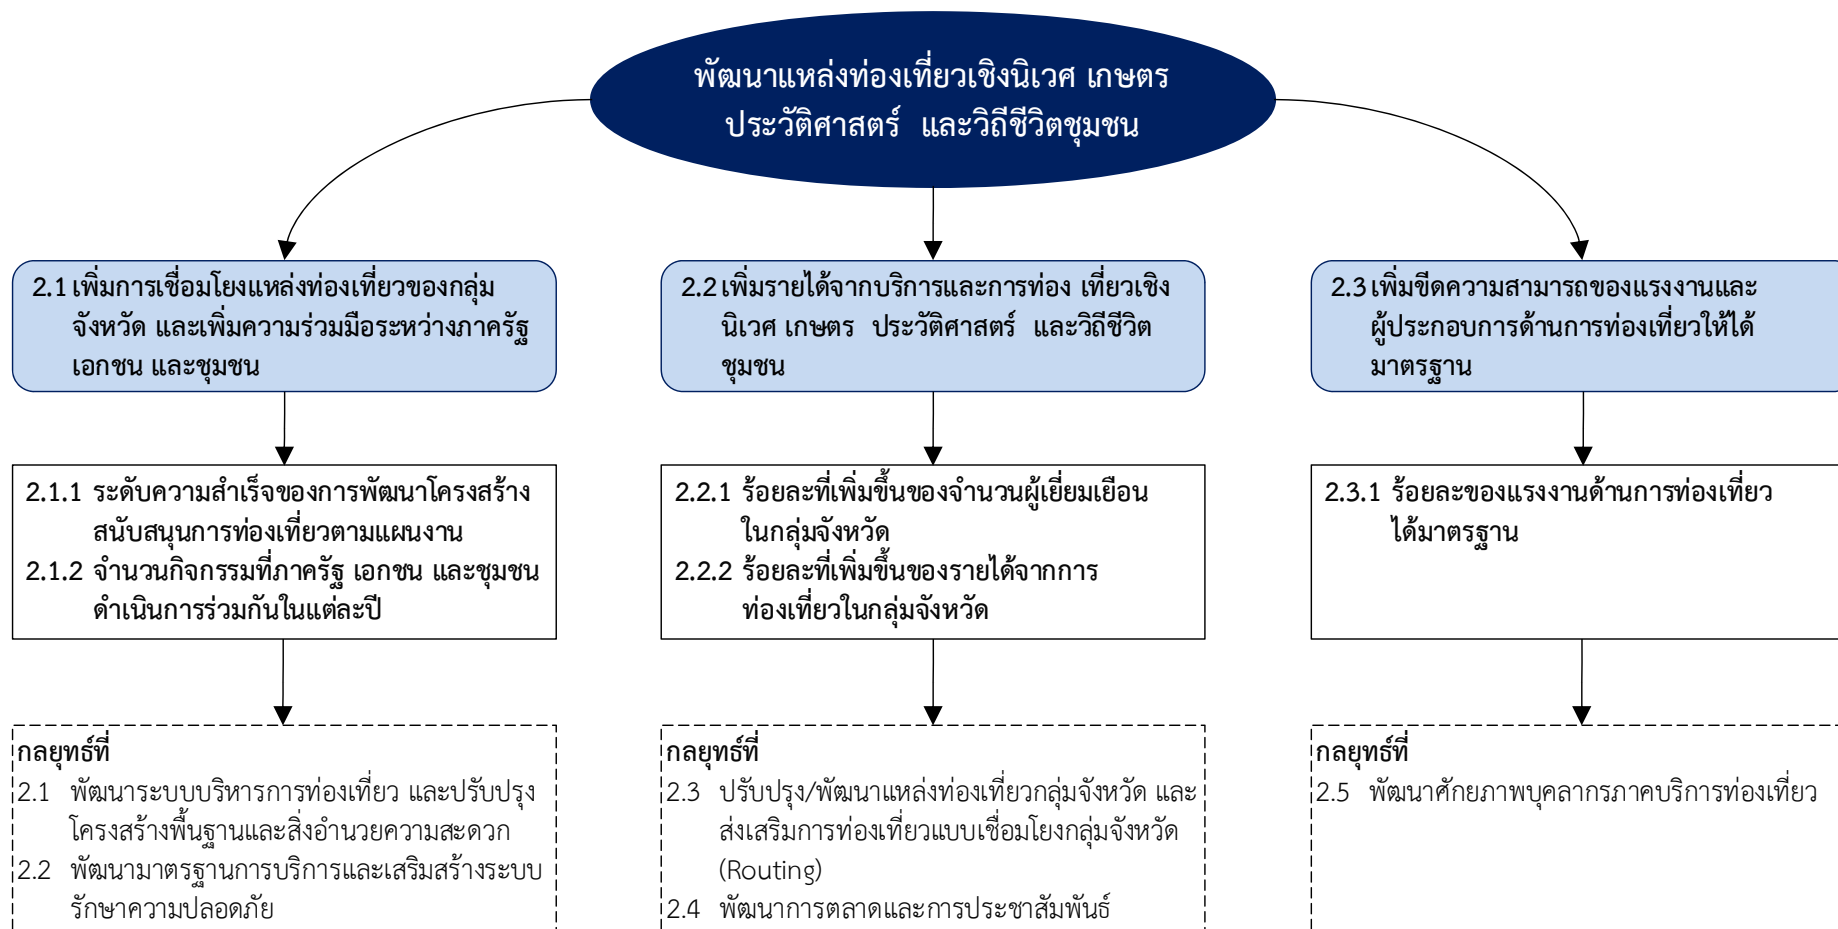 พัฒนาแหล่งท่องเที่ยวเชิงนิเวศ เกษตร
ประวัติศาสตร์ และวิถีชีวิตชุมชน
2.1 เพิ่มการเชื่อมโยงแหล่งท่องเที่ยวของกลุ่ม
จังหวัด และเพิ่มความร่วมมือระหว่างภาครัฐ
เอกชน และชุมชน
2.2 เพิ่มรายได้จากบริการและการท่อง เที่ยวเชิง
นิเวศ เกษตร ประวัติศาสตร์ และวิถีชีวิต
ชุมชน
2.3 เพิ่มขีดความสามารถของแรงงานและ
ผู้ประกอบการด้านการท่องเที่ยวให้ได้
มาตรฐาน
2.1.1 ระดับความสำเร็จของการพัฒนาโครงสร้าง
สนับสนุนการท่องเที่ยวตามแผนงาน
2.1.2 จำนวนกิจกรรมที่ภาครัฐ เอกชน และชุมชน
ดำเนินการร่วมกันในแต่ละปี
2.2.1 ร้อยละที่เพิ่มขึ้นของจำนวนผู้เยี่ยมเยือน
ในกลุ่มจังหวัด
2.2.2 ร้อยละที่เพิ่มขึ้นของรายได้จากการ
ท่องเที่ยวในกลุ่มจังหวัด
2.3.1 ร้อยละของแรงงานด้านการท่องเที่ยว
ได้มาตรฐาน
กลยุทธ์ที่
2.1 พัฒนาระบบบริหารการท่องเที่ยว และปรับปรุง
โครงสร้างพื้นฐานและสิ่งอำนวยความสะดวก
2.2 พัฒนามาตรฐานการบริการและเสริมสร้างระบบ
รักษาความปลอดภัย
กลยุทธ์ที่
2.3 ปรับปรุง/พัฒนาแหล่งท่องเที่ยวกลุ่มจังหวัด และ
ส่งเสริมการท่องเที่ยวแบบเชื่อมโยงกลุ่มจังหวัด
(Routing)
2.4 พัฒนาการตลาดและการประชาสัมพันธ์
กลยุทธ์ที่
2.5 พัฒนาศักยภาพบุคลากรภาคบริการท่องเที่ยว